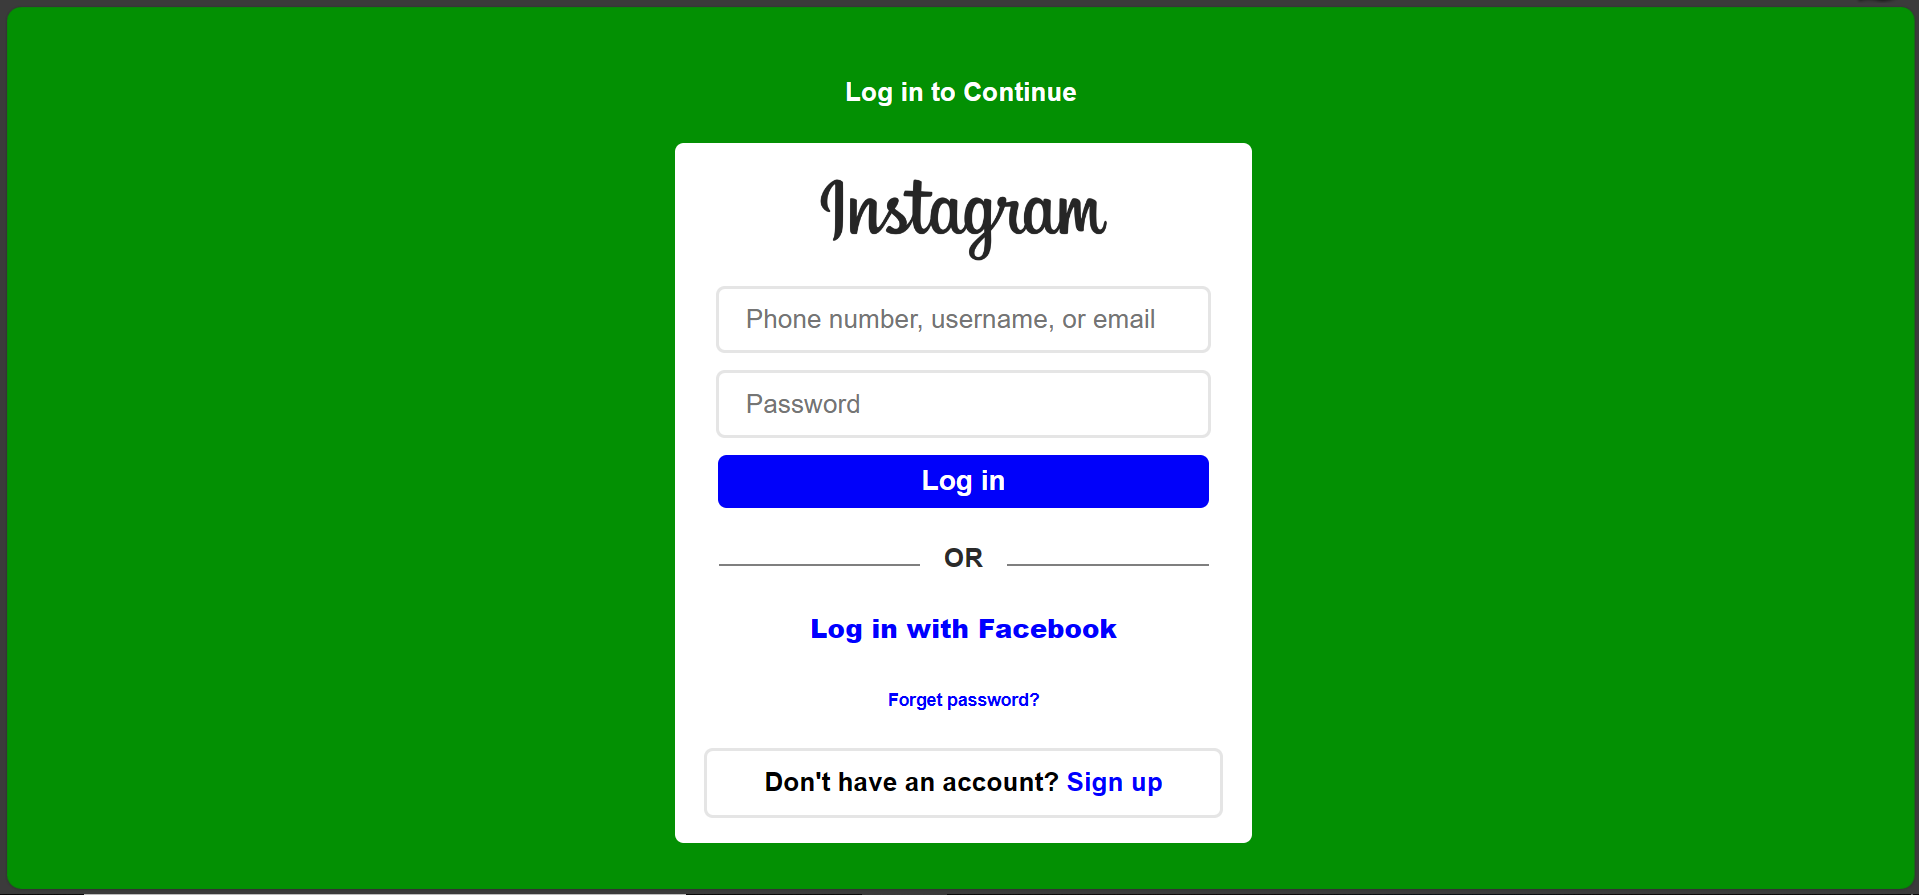 Log in to Continue
Instagram
Phone number, username, or email
Password
Log in
OR
Log in with Facebook
Forget password?
Don't have an account? Sign up